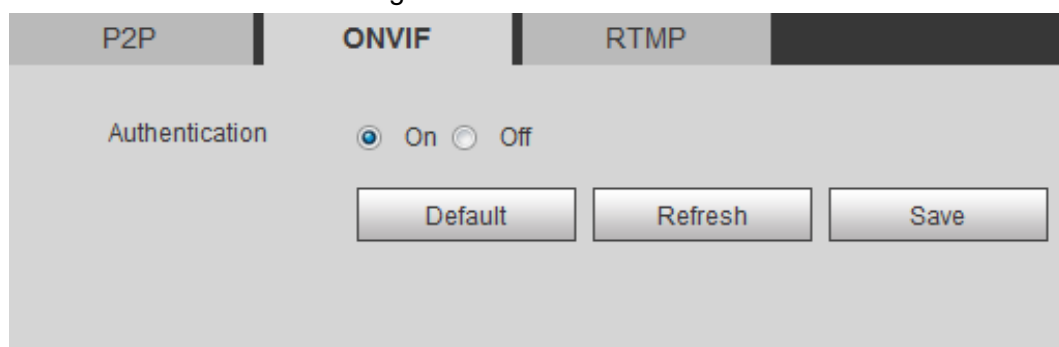 P2P ONVIF RTMP
Authentication On Off
Default Refresh Save